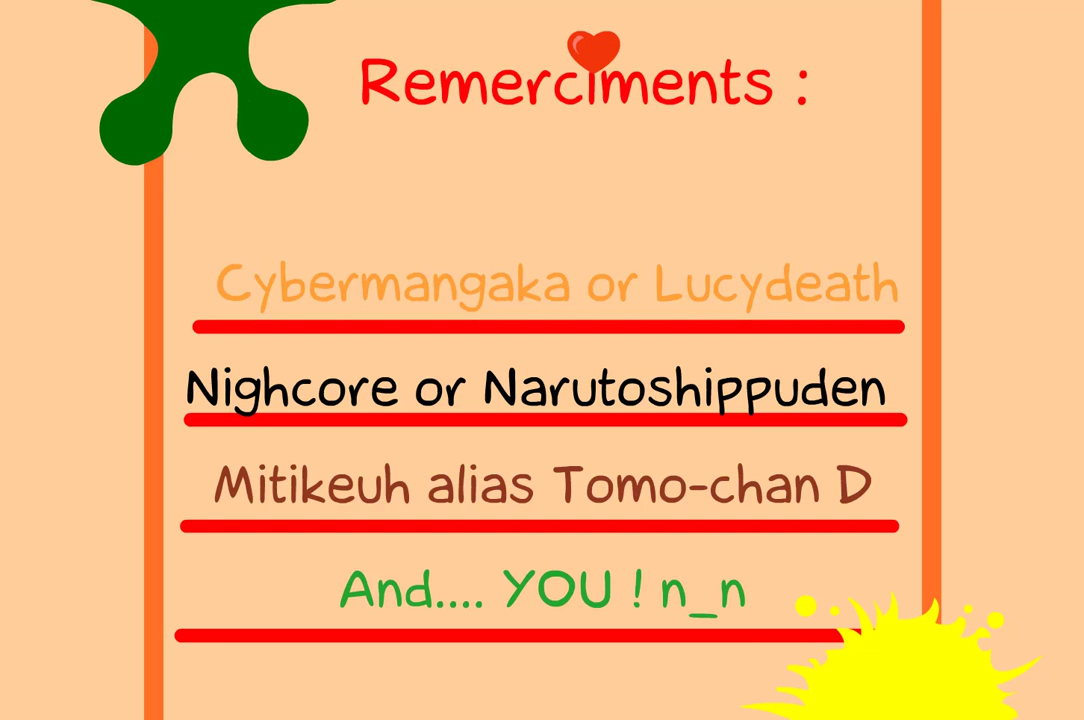 Remerciments :
Cybermangaka or Lucydeath
Nighcore or Narutoshippuden
Mitikeuh alias Tomo-chan D
And.... YOU ! n_n